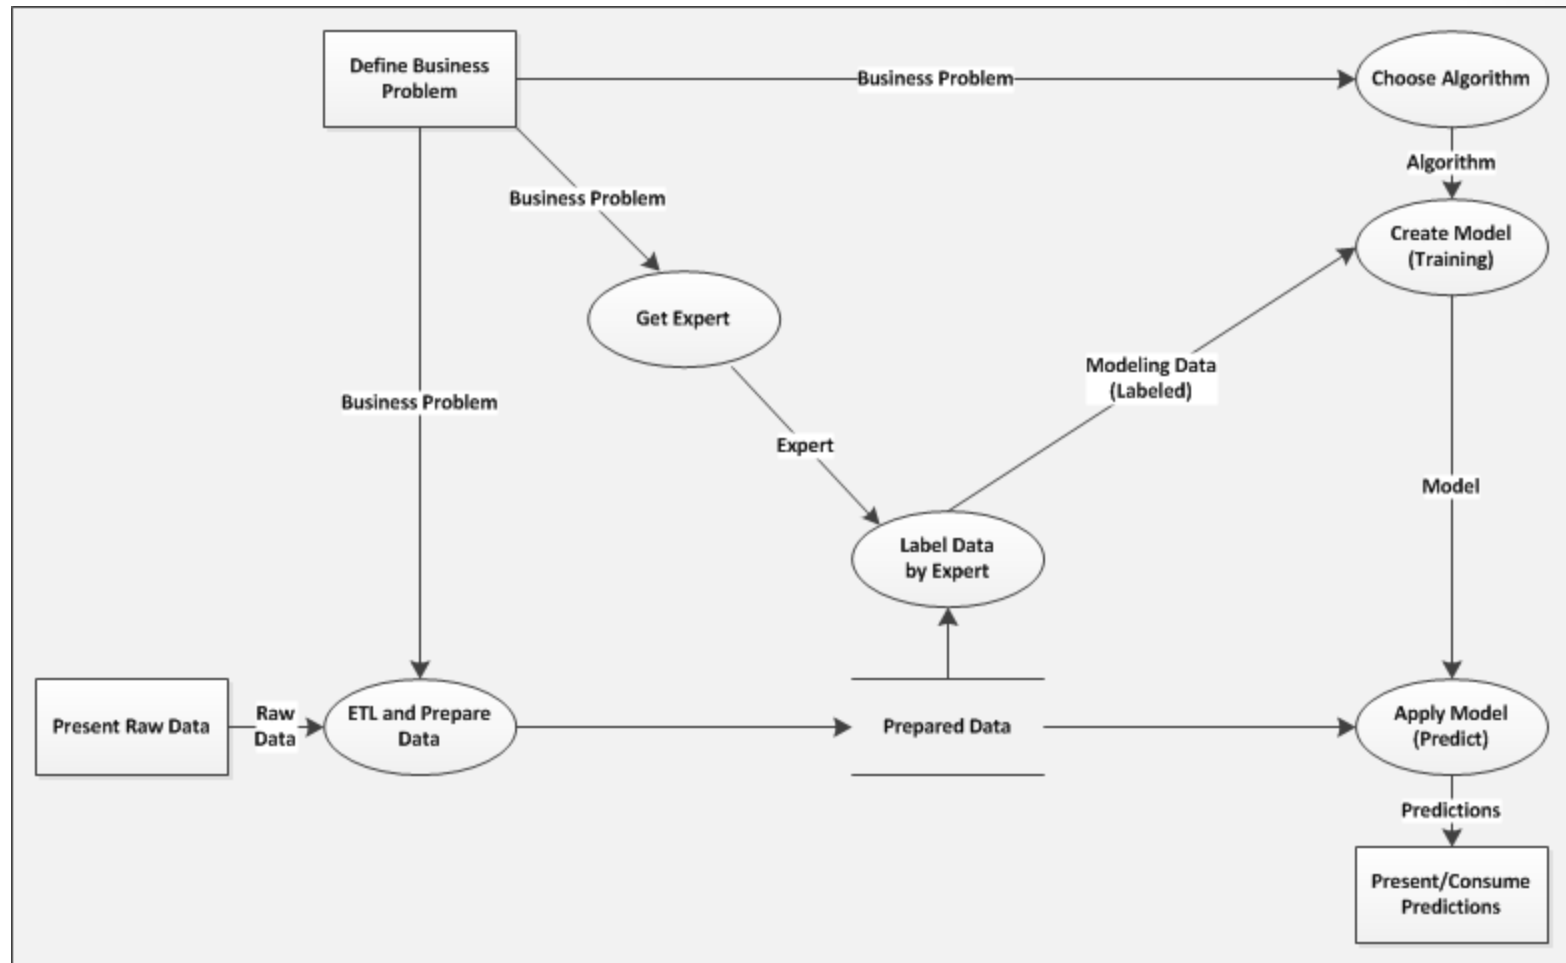 Define Business
Problem
Business Problem
Choose Algorithm
Algorithm
Business Problem
Create Model
(Training)
Get Expert
Modeling Data
(Labeled)
Business Problem
Expert
Model
Label Data
by Expert
Present Raw Data
Raw
Data
ETL and Prepare
Data
Prepared Data
Apply Model
(Predict)
Predictions
Present/Consume
Predictions